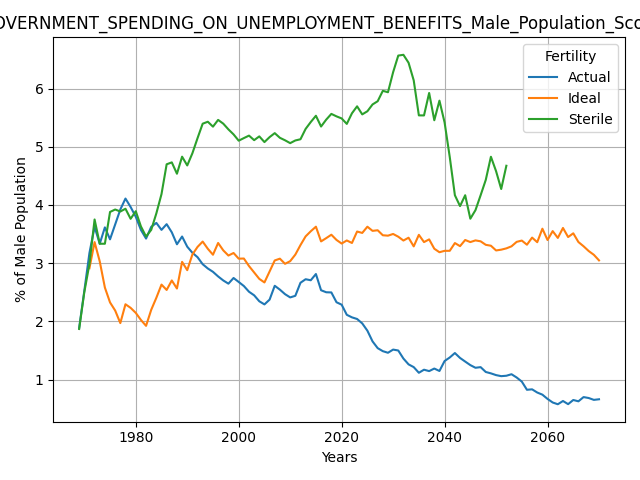 OVERNMENT_SPENDING_ON_UNEMPLOYMENT_BENEFITS_Male_Population_Sco
Fertility
Actual
Ideal
Sterile
% of Male Population
6
5
4
3
2
1
1980 2000 2020 2040 2060
Years